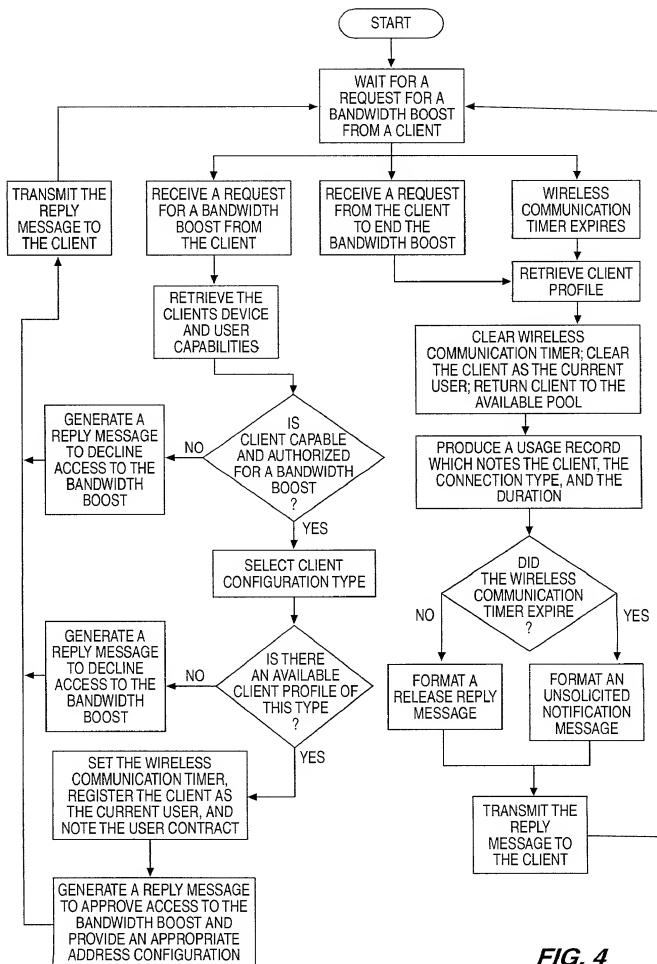 START
WAIT FOR A
REQUEST FOR A
BANDWIDTH BOOST
FROM A CLIENT
TRANSMIT THE
REPLY
MESSAGE TO
THE CLIENT
RECEIVE A REQUEST
FOR A BANDWIDTH
BOOST FROM
THE CLIENT
RECEIVE A REQUEST
FROM THE CLIENT
TO END THE
BANDWIDTH BOOST
WIRELESS
COMMUNICATION
TIMER EXPIRES
RETRIEVE CLIENT
PROFILE
RETRIEVE THE
CLIENTS DEVICE
AND USER
CAPABILITIES
CLEAR WIRELESS
COMMUNICATION TIMER; CLEAR
THE CLIENT AS THE CURRENT
USER; RETURN CLIENT TO THE
AVAILABLE POOL
GENERATE A
REPLY MESSAGE
TO DECLINE
ACCESS TO THE
BANDWIDTH
BOOST
NO
IS
CLIENT CAPABLE
AND AUTHORIZED
FOR A BANDWIDTH
BOOST
?
YES
PRODUCE A USAGE RECORD
WHICH NOTES THE CLIENT, THE
CONNECTION TYPE, AND THE
DURATION
SELECT CLIENT
CONFIGURATION TYPE
DID
THE WIRELESS
COMMUNICATION
TIMER EXPIRE
?
NO
YES
GENERATE A
REPLY MESSAGE
TO DECLINE
ACCESS TO THE
BANDWIDTH
BOOST
NO
IS THERE
AN AVAILABLE
CLIENT PROFILE OF
THIS TYPE
?
YES
FORMAT A
RELEASE REPLY
MESSAGE
FORMAT AN
UNSOLICITED
NOTIFICATION
MESSAGE
SET THE WIRELESS
COMMUNICATION TIMER,
REGISTER THE CLIENT AS
THE CURRENT USER, AND
NOTE THE USER CONTRACT
TRANSMIT THE
REPLY
MESSAGE TO
THE CLIENT
GENERATE A REPLY MESSAGE
TO APPROVE ACCESS TO THE
BANDWIDTH BOOST AND
PROVIDE AN APPROPRIATE
ADDRESS CONFIGURATION
FIG. 4